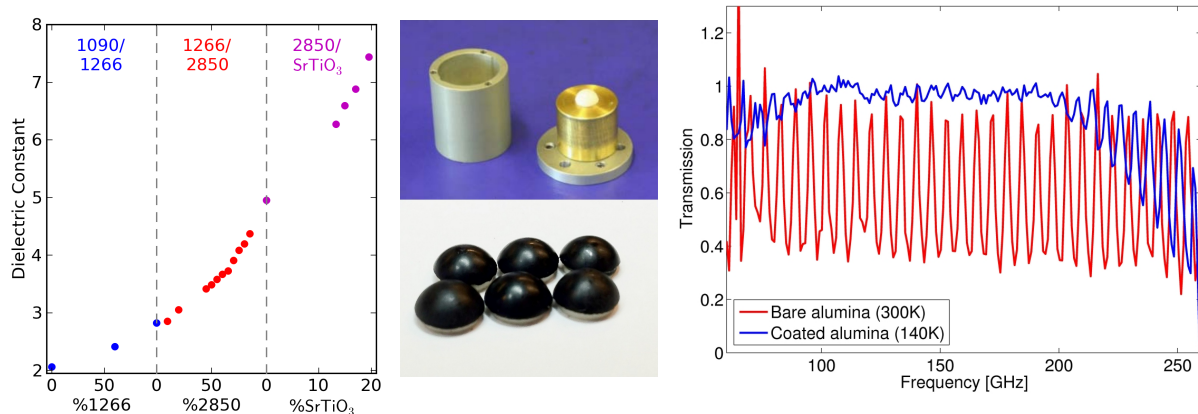 8
7
6
5
4
3
2
Dielectric Constant
1090/
1266
1266/
2850
2850/
SrTiO₃
0 50 0 50 0 10 20
%1266 %2850 %SrTiO₃
1.2
1
0.8
0.6
0.4
0.2
0
Transmission
Bare alumina (300K)
Coated alumina (140K)
100 150 200 250
Frequency [GHz]